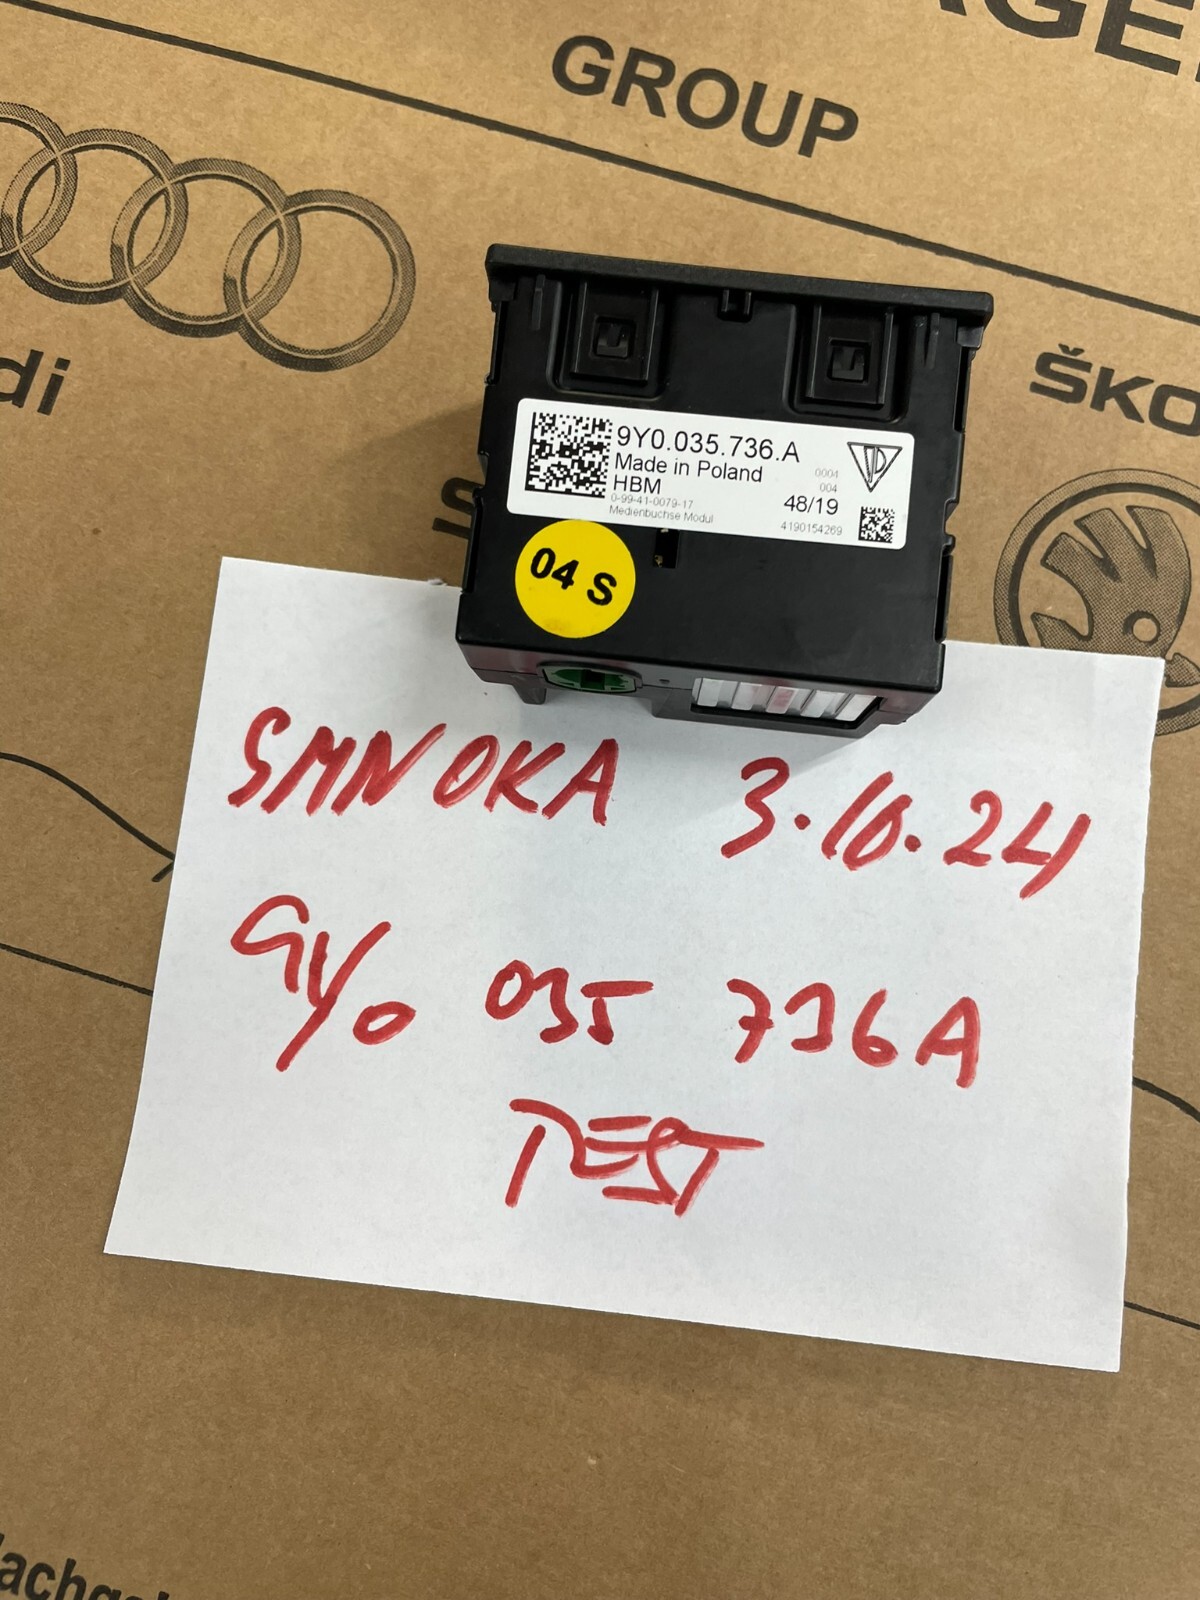 GROUP
di
ŠKO
9Y0.035.736.A
Made in Poland
HBM
0-99-41-0079-17
Medienbuchse Modul
0004
004
48/19
4190154269
04 S
SMNOKA 3.10.24
9Y0 035 736A
TEST